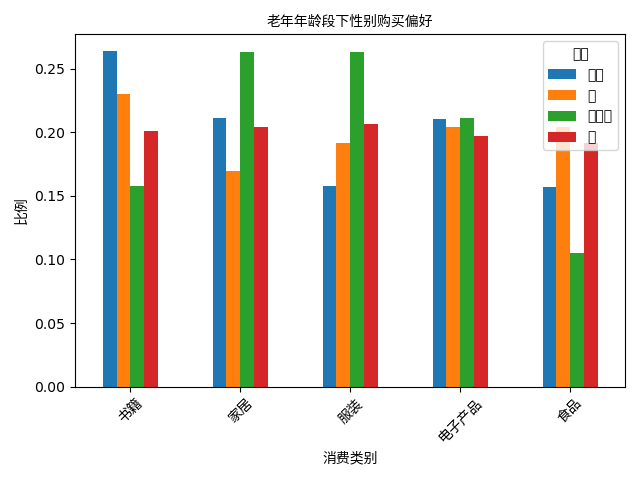 老年年龄段下性别购买偏好
0.25
0.20
0.15
0.10
0.05
0.00
比例
书籍
家居
服装
电子产品
食品
消费类别